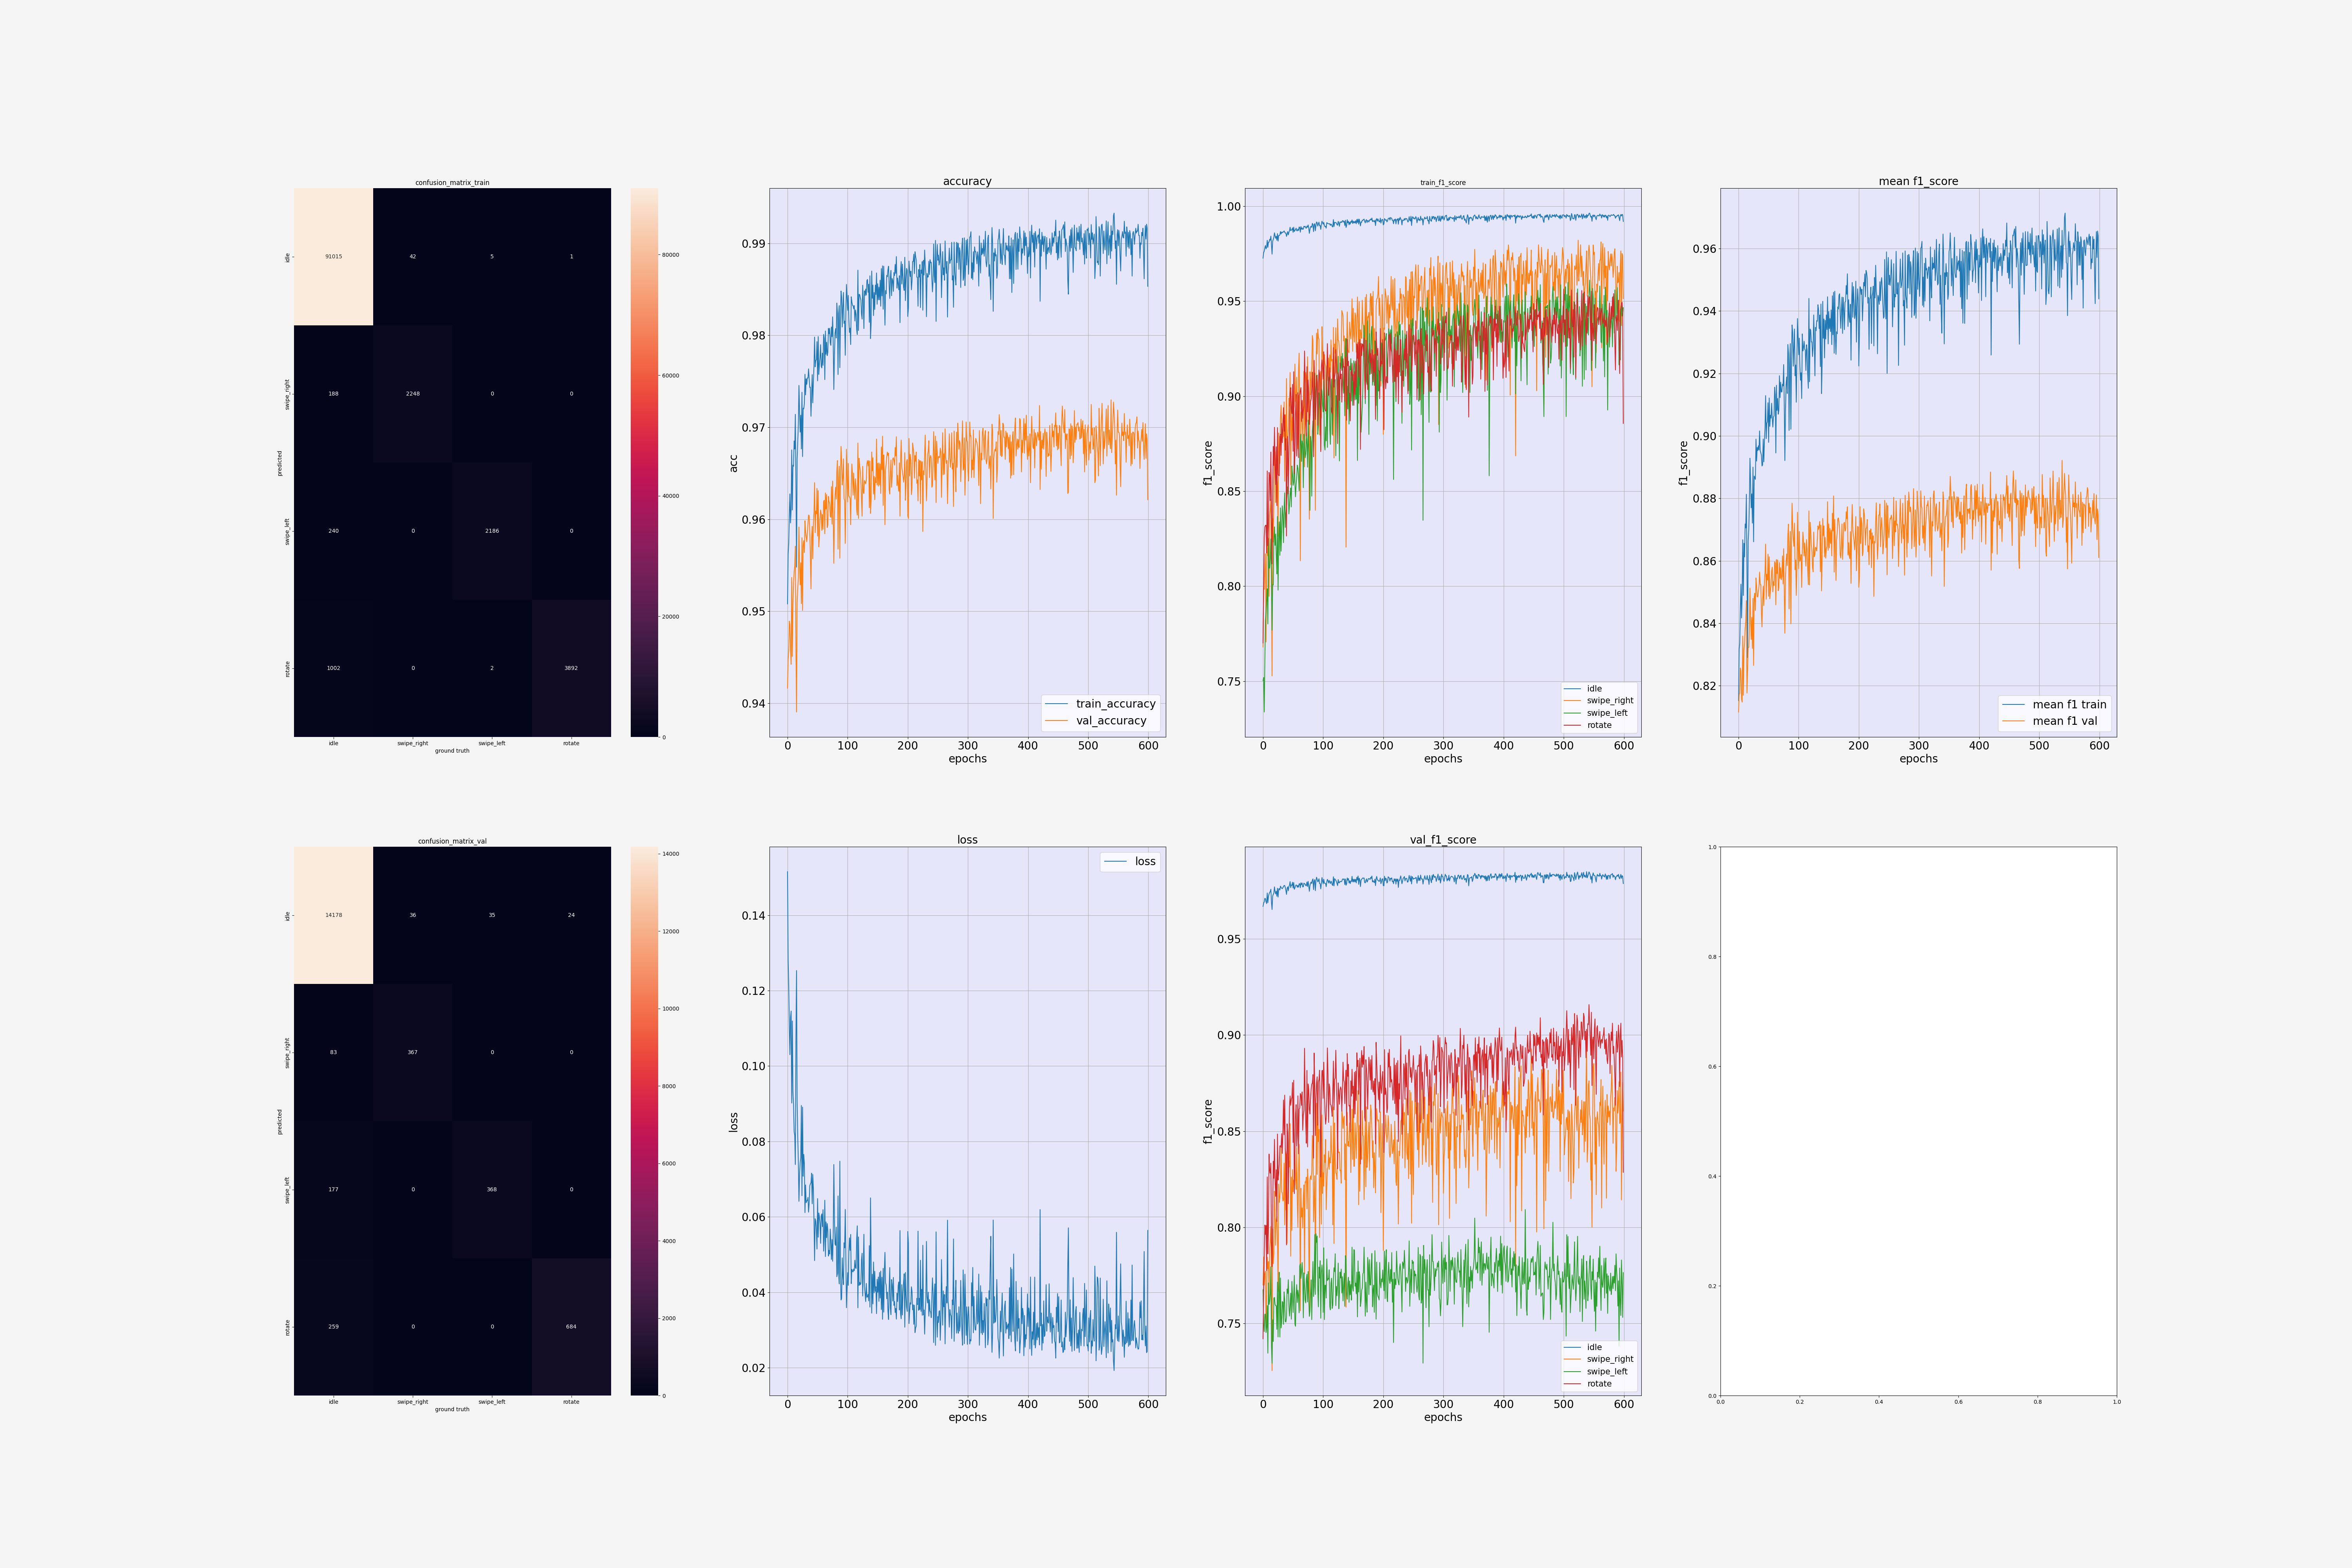 confusion_matrix_train
idle
swipe_right
swipe_left
rotate
predicted
91015 42 5 1
188 2248 0 0
240 0 2186 0
1002 0 2 3892
idle swipe_right swipe_left rotate
ground truth
80000
60000
40000
20000
0
accuracy
acc
0.99
0.98
0.97
0.96
0.95
0.94
train_accuracy
val_accuracy
0 100 200 300 400 500 600
epochs
train_f1_score
f1_score
1.00
0.95
0.90
0.85
0.80
0.75
idle
swipe_right
swipe_left
rotate
0 100 200 300 400 500 600
epochs
mean f1_score
f1_score
0.96
0.94
0.92
0.90
0.88
0.86
0.84
0.82
mean f1 train
mean f1 val
0 100 200 300 400 500 600
epochs
confusion_matrix_val
idle
swipe_right
swipe_left
rotate
predicted
14178 36 35 24
83 367 0 0
177 0 368 0
259 0 0 684
idle swipe_right swipe_left rotate
ground truth
14000
12000
10000
8000
6000
4000
2000
0
loss
loss
loss
0.14
0.12
0.10
0.08
0.06
0.04
0.02
0 100 200 300 400 500 600
epochs
val_f1_score
f1_score
0.95
0.90
0.85
0.80
0.75
idle
swipe_right
swipe_left
rotate
0 100 200 300 400 500 600
epochs
1.0
0.8
0.6
0.4
0.2
0.0
0.0 0.2 0.4 0.6 0.8 1.0